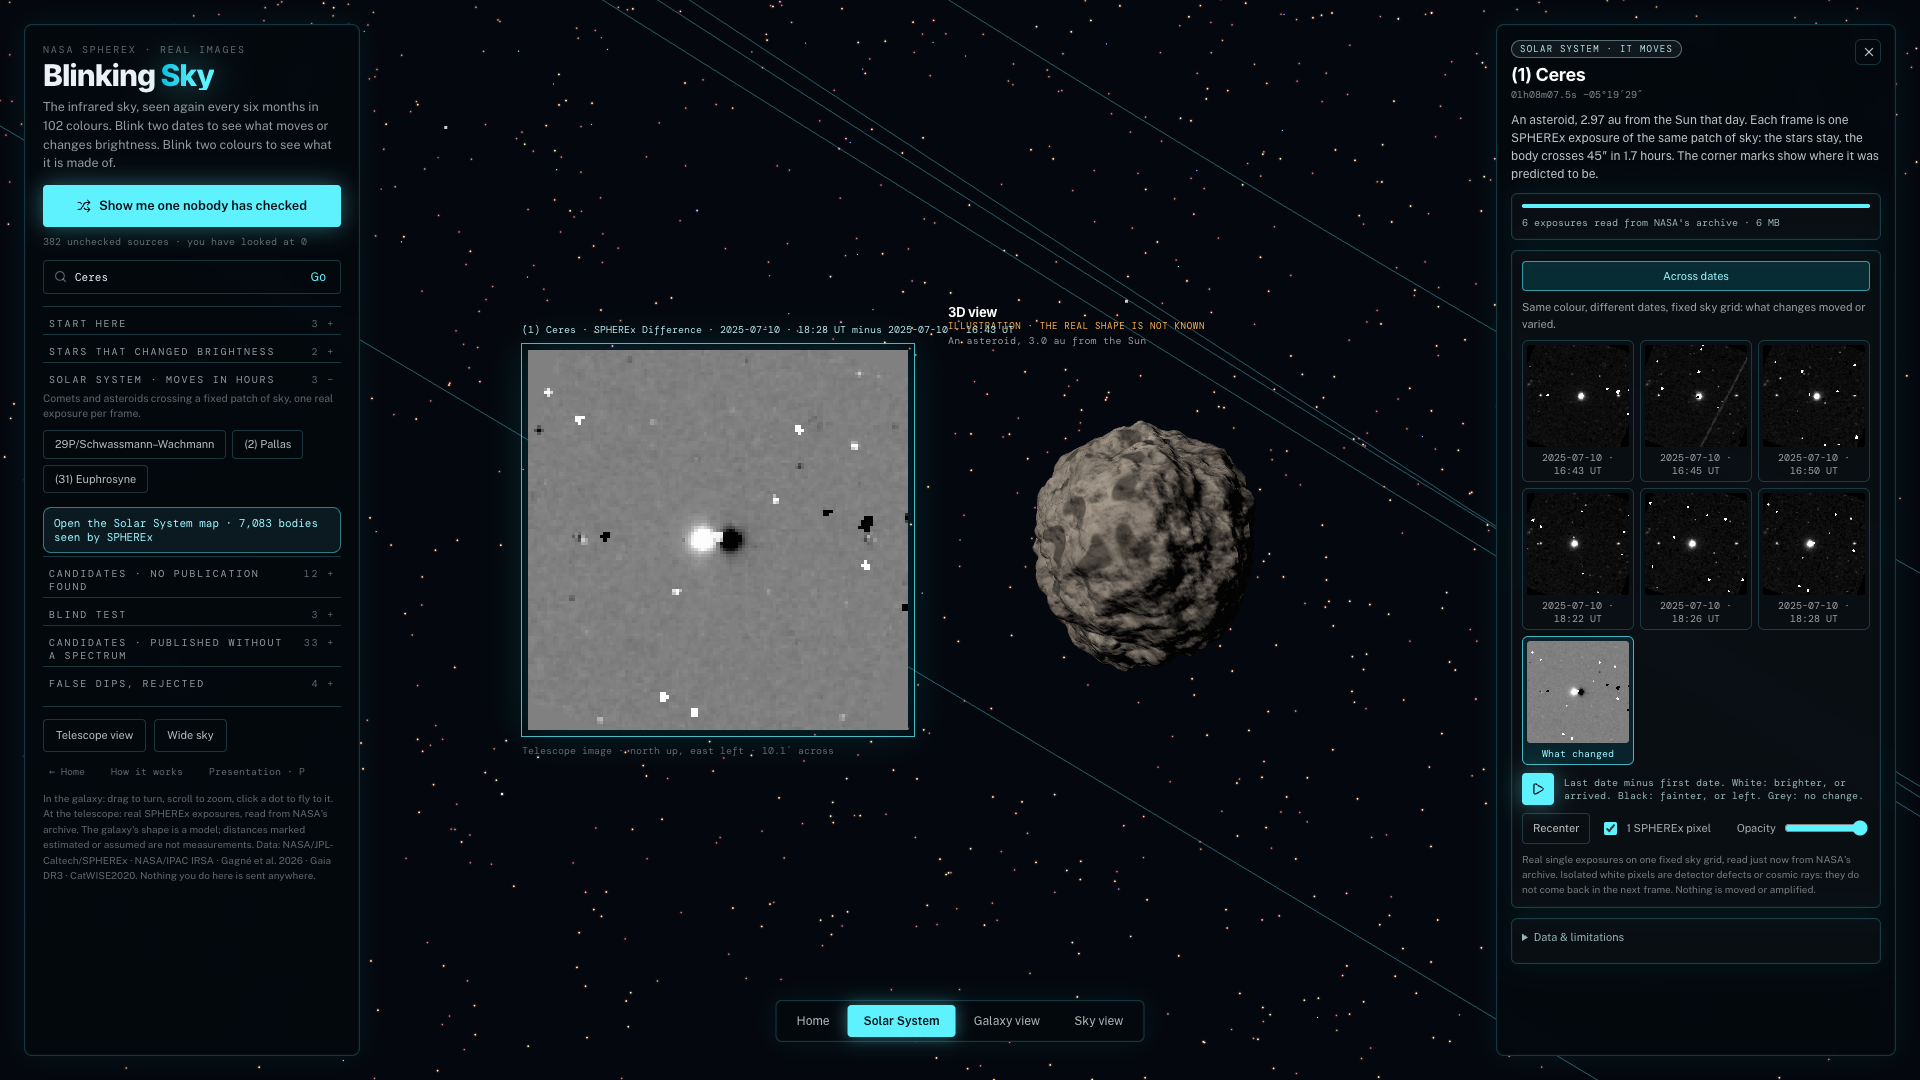 NASA SPHEREX · REAL IMAGES
Blinking Sky
The infrared sky, seen again every six months in
102 colours. Blink two dates to see what moves or
changes brightness. Blink two colours to see what
it is made of.
Show me one nobody has checked
382 unchecked sources · you have looked at 0
Ceres
Go
START HERE 3 +
STARS THAT CHANGED BRIGHTNESS 2 +
SOLAR SYSTEM · MOVES IN HOURS 3 −
Comets and asteroids crossing a fixed patch of sky, one real
exposure per frame.
29P/Schwassmann–Wachmann
(2) Pallas
(31) Euphrosyne
Open the Solar System map · 7,083 bodies
seen by SPHEREx
CANDIDATES · NO PUBLICATION
FOUND
12 +
BLIND TEST 3 +
CANDIDATES · PUBLISHED WITHOUT
A SPECTRUM
33 +
FALSE DIPS, REJECTED 4 +
Telescope view
Wide sky
← Home
How it works
Presentation · P
In the galaxy: drag to turn, scroll to zoom, click a dot to fly to it.
At the telescope: real SPHEREx exposures, read from NASA's
archive. The galaxy's shape is a model; distances marked
estimated or assumed are not measurements. Data: NASA/JPL-
Caltech/SPHEREx · NASA/IPAC IRSA · Gagné et al. 2026 · Gaia
DR3 · CatWISE2020. Nothing you do here is sent anywhere.
(1) Ceres · SPHEREx Difference · 2025-07-10 · 18:28 UT minus 2025-07-10 · 16:43 UT
Telescope image · north up, east left · 10.1′ across
3D view
ILLUSTRATION · THE REAL SHAPE IS NOT KNOWN
An asteroid, 3.0 au from the Sun
Home
Solar System
Galaxy view
Sky view
SOLAR SYSTEM · IT MOVES
(1) Ceres
01h08m07.5s −05°19′29″
An asteroid, 2.97 au from the Sun that day. Each frame is one
SPHEREx exposure of the same patch of sky: the stars stay, the
body crosses 45″ in 1.7 hours. The corner marks show where it was
predicted to be.
6 exposures read from NASA's archive · 6 MB
Across dates
Same colour, different dates, fixed sky grid: what changes moved or
varied.
2025-07-10 ·
16:43 UT
2025-07-10 ·
16:45 UT
2025-07-10 ·
16:50 UT
2025-07-10 ·
18:22 UT
2025-07-10 ·
18:26 UT
2025-07-10 ·
18:28 UT
What changed
Last date minus first date. White: brighter, or
arrived. Black: fainter, or left. Grey: no change.
Recenter
1 SPHEREx pixel
Opacity
Real single exposures on one fixed sky grid, read just now from NASA's
archive. Isolated white pixels are detector defects or cosmic rays: they do
not come back in the next frame. Nothing is moved or amplified.
Data & limitations